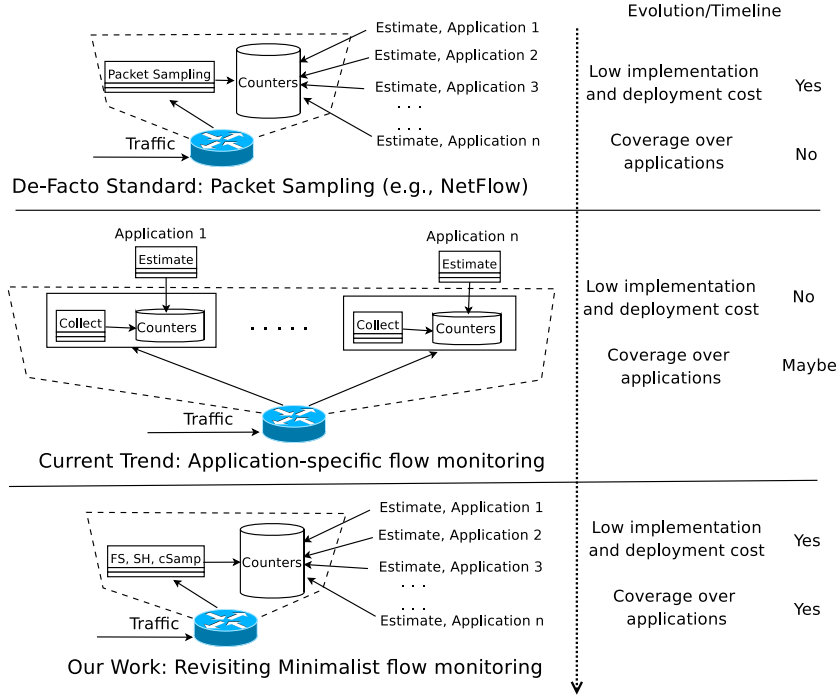 Evolution/Timeline
Estimate, Application 1
Estimate, Application 2
Estimate, Application 3
. . .
. . .
Estimate, Application n
Packet Sampling
Counters
Traffic
Low implementation
and deployment cost
Yes
Coverage over
applications
No
De-Facto Standard: Packet Sampling (e.g., NetFlow)
Application 1
Estimate
Collect
Counters
. . . . .
Application n
Estimate
Collect
Counters
Traffic
Low implementation
and deployment cost
No
Coverage over
applications
Maybe
Current Trend: Application-specific flow monitoring
Estimate, Application 1
Estimate, Application 2
Estimate, Application 3
. . .
. . .
Estimate, Application n
FS, SH, cSamp
Counters
Traffic
Low implementation
and deployment cost
Yes
Coverage over
applications
Yes
Our Work: Revisiting Minimalist flow monitoring